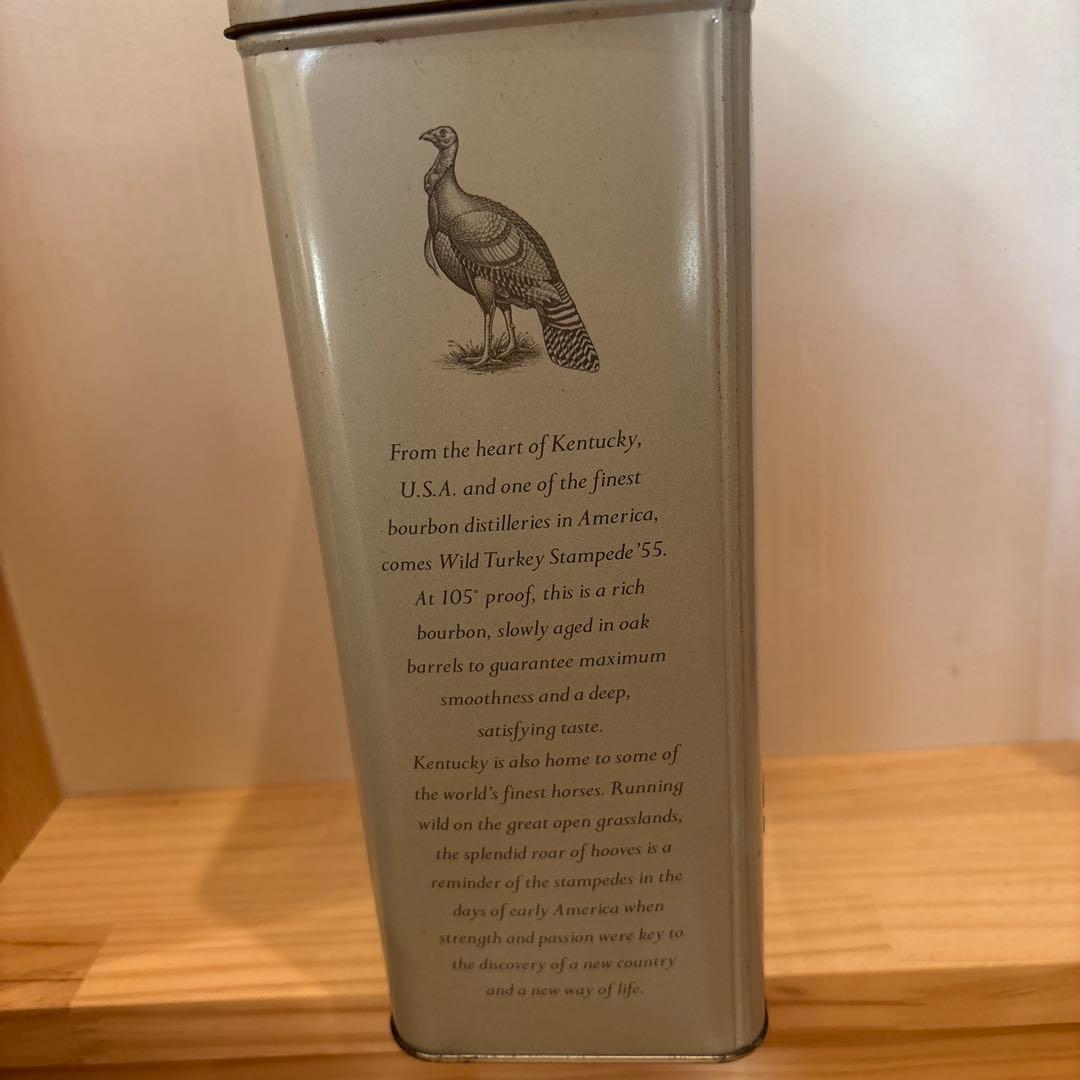 From the heart of Kentucky,
U.S.A. and one of the finest
bourbon distilleries in America,
comes Wild Turkey Stampede '55.
At 105° proof, this is a rich
bourbon, slowly aged in oak
barrels to guarantee maximum
smoothness and a deep,
satisfying taste.
Kentucky is also home to some of
the world's finest horses. Running
wild on the great open grasslands,
the splendid roar of hooves is a
reminder of the stampedes in the
days of early America when
strength and passion were key to
the discovery of a new country
and a new way of life.